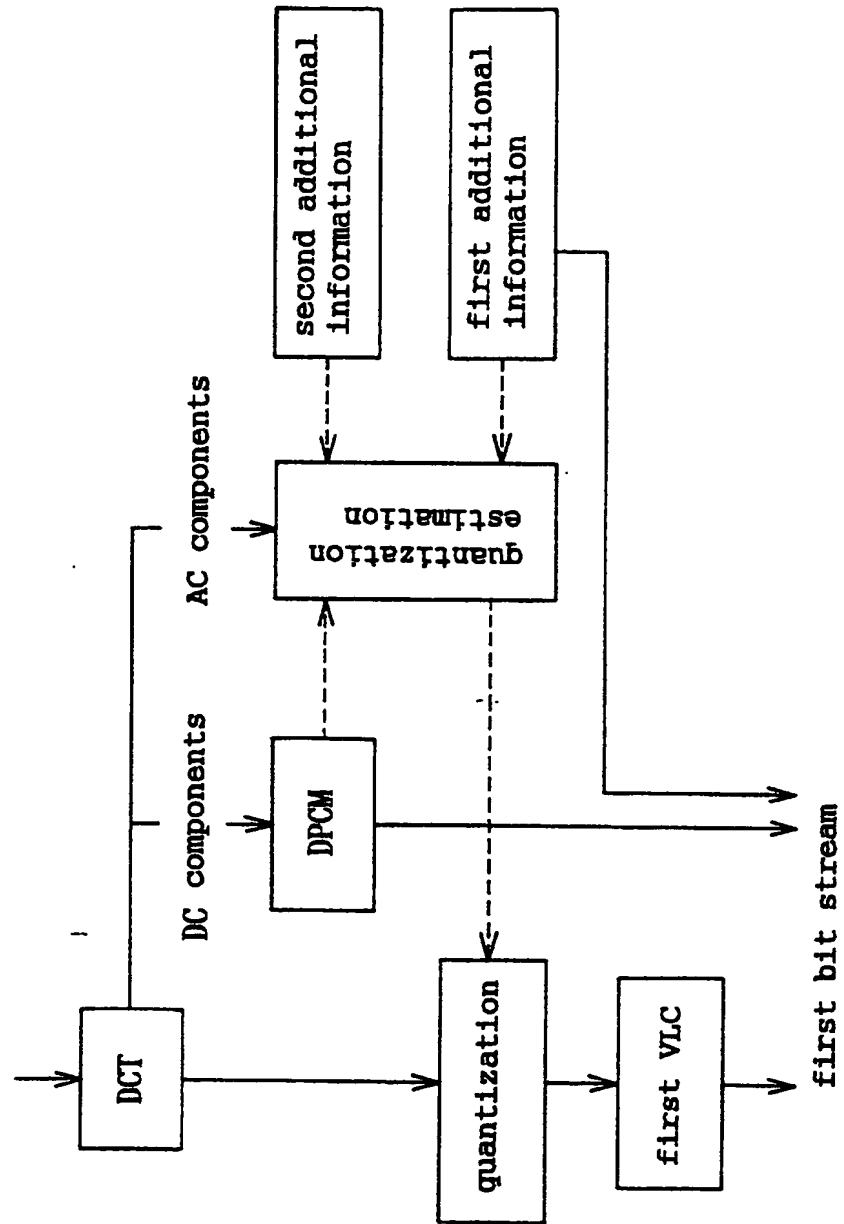 DCT
DC components
AC components
DPCM
quantization
estimation
second additional
information
first additional
information
quantization
first VLC
first bit stream